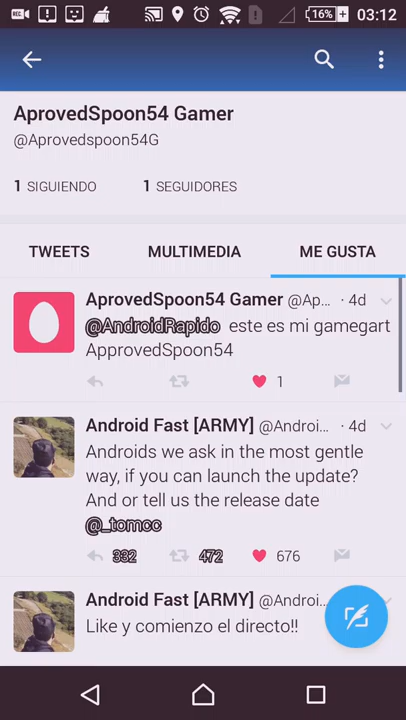 REC
16%
03:12
AprovedSpoon54 Gamer
@Aprovedspoon54G
1 SIGUIENDO 1 SEGUIDORES
TWEETS MULTIMEDIA ME GUSTA
AprovedSpoon54 Gamer @Ap... · 4d
@AndroidRapido este es mi gamegart
ApprovedSpoon54
1
Android Fast [ARMY] @Androi... · 4d
Androids we ask in the most gentle
way, if you can launch the update?
And or tell us the release date
@_tomcc
332 472 676
Android Fast [ARMY] @Androi...
Like y comienzo el directo!!